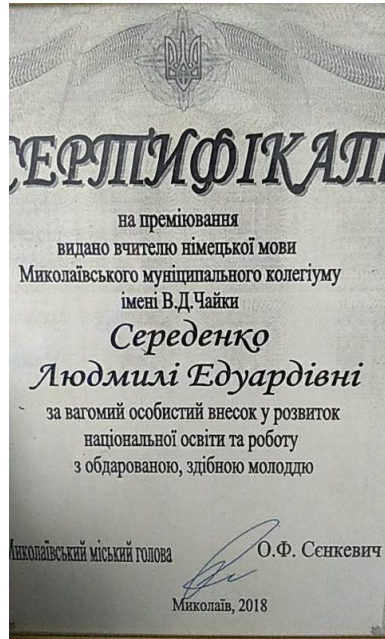 СЕРТИФІКАТ
на преміювання
видано вчителю німецької мови
Миколаївського муніципального колегіуму
імені В.Д.Чайки
Середенко
Людмилі Едуардівні
за вагомий особистий внесок у розвиток
національної освіти та роботу
з обдарованою, здібною молоддю
Миколаївський міський голова О.Ф. Сєнкевич
Миколаїв, 2018